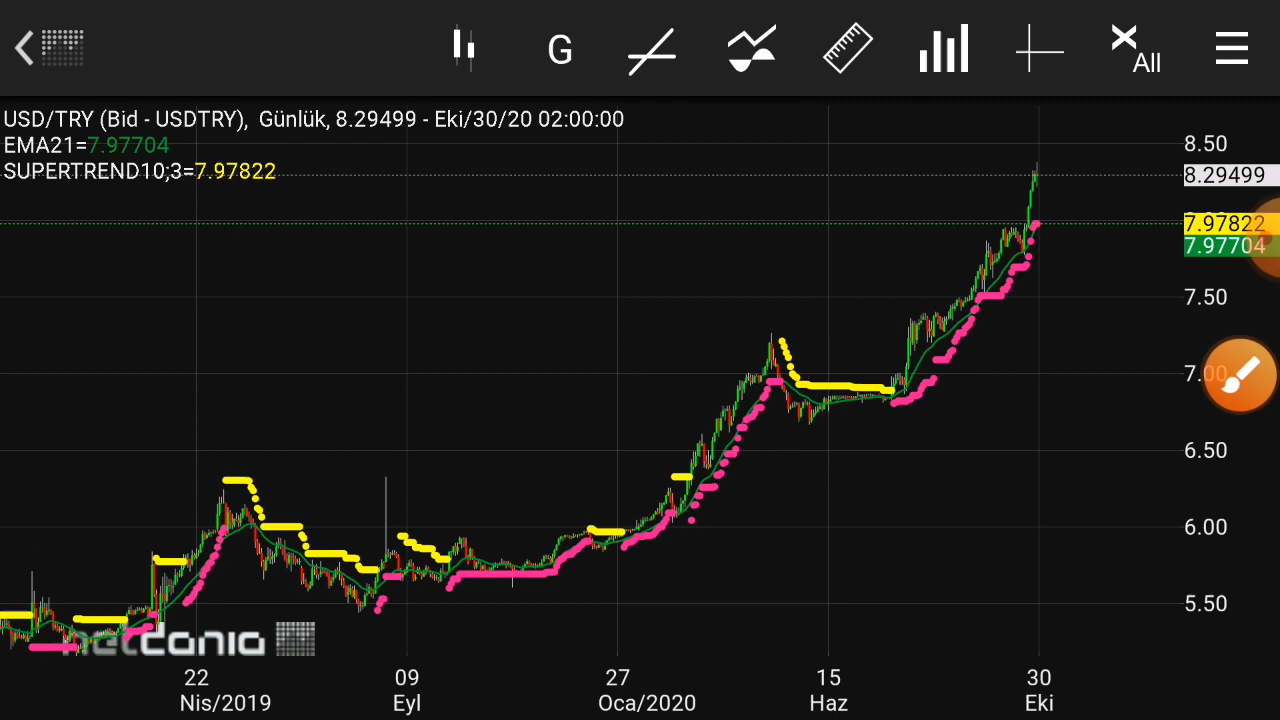 G
All
USD/TRY (Bid - USDTRY), Günlük, 8.29499 - Eki/30/20 02:00:00
EMA21=7.97704
SUPERTREND10;3=7.97822
8.50
8.29499
7.97822
7.97704
7.50
7.00
6.50
6.00
5.50
netdania
22 09 27 15 30
Nis/2019 Eyl Oca/2020 Haz Eki